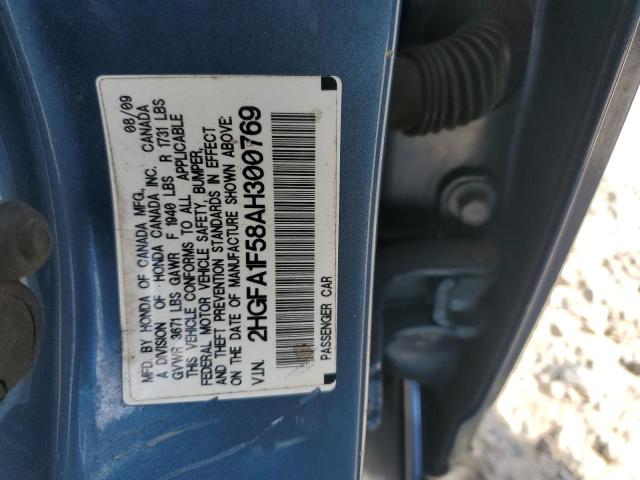 MFD. BY HONDA OF CANADA MFG., 08/09
A DIVISION OF HONDA CANADA INC. CANADA
GVWR 3671 LBS GAWR F 1940 LBS R 1731 LBS
THIS VEHICLE CONFORMS TO ALL APPLICABLE
FEDERAL MOTOR VEHICLE SAFETY, BUMPER,
AND THEFT PREVENTION STANDARDS IN EFFECT
ON THE DATE OF MANUFACTURE SHOWN ABOVE.
V.I.N. 2HGFA1F58AH300769
PASSENGER CAR